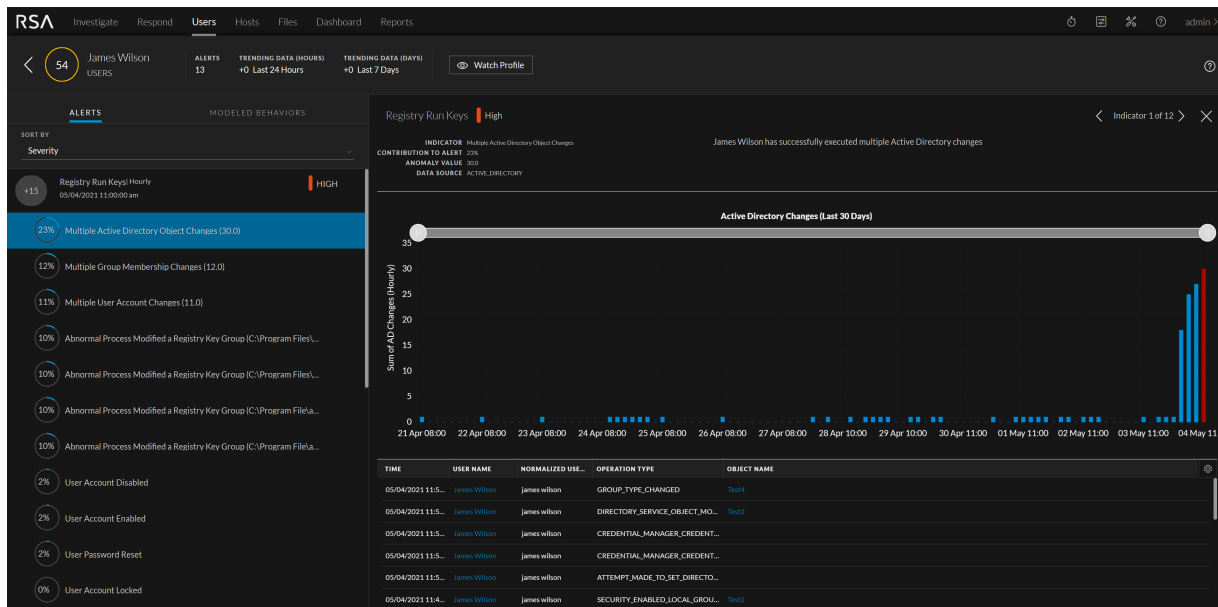 RSA Investigate Respond Users Hosts Files Dashboard Reports admin >
54
James Wilson
USERS
ALERTS
13
TRENDING DATA (HOURS)
+0 Last 24 Hours
TRENDING DATA (DAYS)
+0 Last 7 Days
Watch Profile
ALERTS MODELED BEHAVIORS
SORT BY
Severity
+15
Registry Run Keys| Hourly
05/04/2021 11:00:00 am
HIGH
23% Multiple Active Directory Object Changes (30.0)
12% Multiple Group Membership Changes (12.0)
11% Multiple User Account Changes (11.0)
10% Abnormal Process Modified a Registry Key Group (C:\Program Files\...
10% Abnormal Process Modified a Registry Key Group (C:\Program Files\...
10% Abnormal Process Modified a Registry Key Group (C:\Program File\a...
10% Abnormal Process Modified a Registry Key Group (C:\Program File\a...
2% User Account Disabled
2% User Account Enabled
2% User Password Reset
0% User Account Locked
Registry Run Keys High
Indicator 1 of 12
INDICATOR Multiple Active Directory Object Changes
CONTRIBUTION TO ALERT 23%
ANOMALY VALUE 30.0
DATA SOURCE ACTIVE_DIRECTORY
James Wilson has successfully executed multiple Active Directory changes
Active Directory Changes (Last 30 Days)
Sum of AD Changes (Hourly)
35
30
25
20
15
10
5
0
21 Apr 08:00 22 Apr 08:00 23 Apr 08:00 24 Apr 08:00 25 Apr 08:00 26 Apr 08:00 27 Apr 08:00 28 Apr 10:00 29 Apr 10:00 30 Apr 11:00 01 May 11:00 02 May 11:00 03 May 11:00 04 May 11
TIME USER NAME NORMALIZED USE... OPERATION TYPE OBJECT NAME
05/04/2021 11:5... James Wilson james wilson GROUP_TYPE_CHANGED Test4
05/04/2021 11:5... James Wilson james wilson DIRECTORY_SERVICE_OBJECT_MO... Test2
05/04/2021 11:5... James Wilson james wilson CREDENTIAL_MANAGER_CREDENT...
05/04/2021 11:5... James Wilson james wilson CREDENTIAL_MANAGER_CREDENT...
05/04/2021 11:5... James Wilson james wilson ATTEMPT_MADE_TO_SET_DIRECTO...
05/04/2021 11:4... James Wilson james wilson SECURITY_ENABLED_LOCAL_GROU... Test2